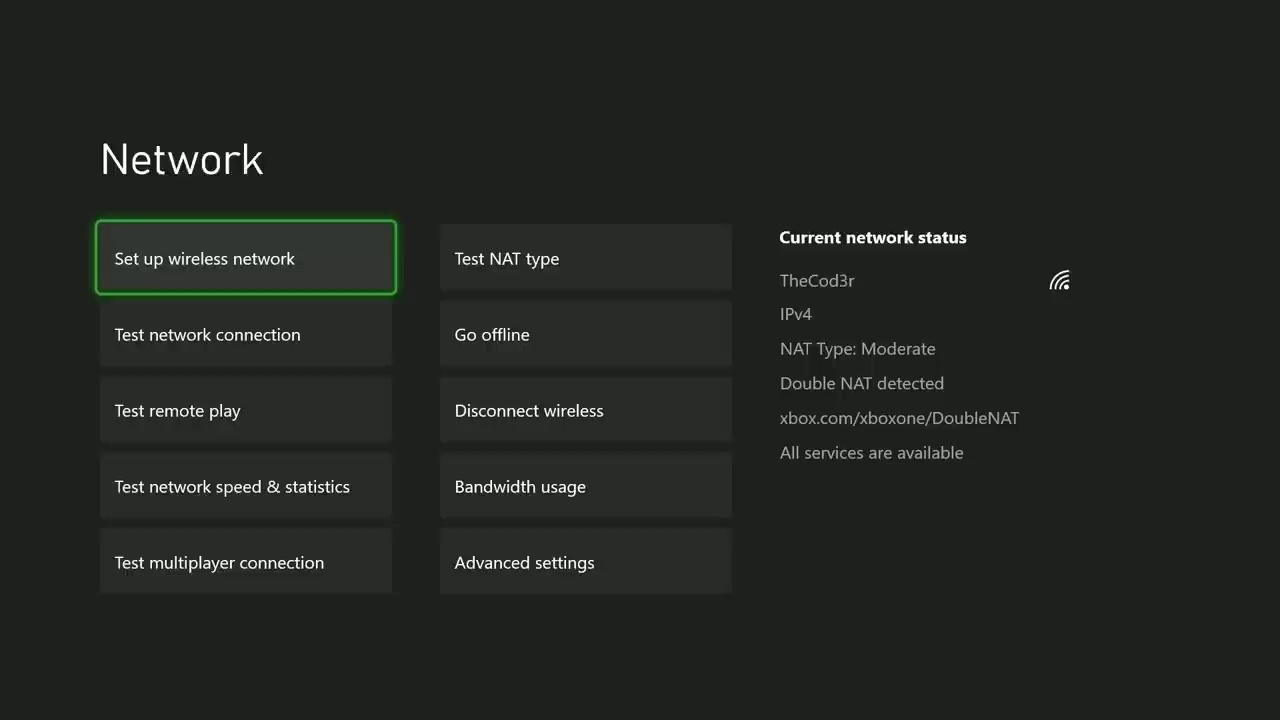 Network
Set up wireless network
Test network connection
Test remote play
Test network speed & statistics
Test multiplayer connection
Test NAT type
Go offline
Disconnect wireless
Bandwidth usage
Advanced settings
Current network status
TheCod3r
IPv4
NAT Type: Moderate
Double NAT detected
xbox.com/xboxone/DoubleNAT
All services are available